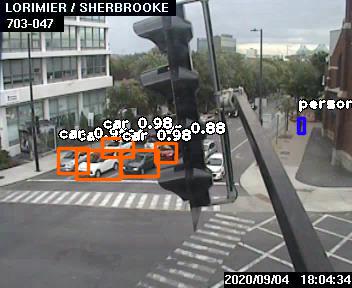 LORIMIER / SHERBROOKE
703-047
person
car 0.98 0.88
car 0.98
2020/09/04 18:04:34